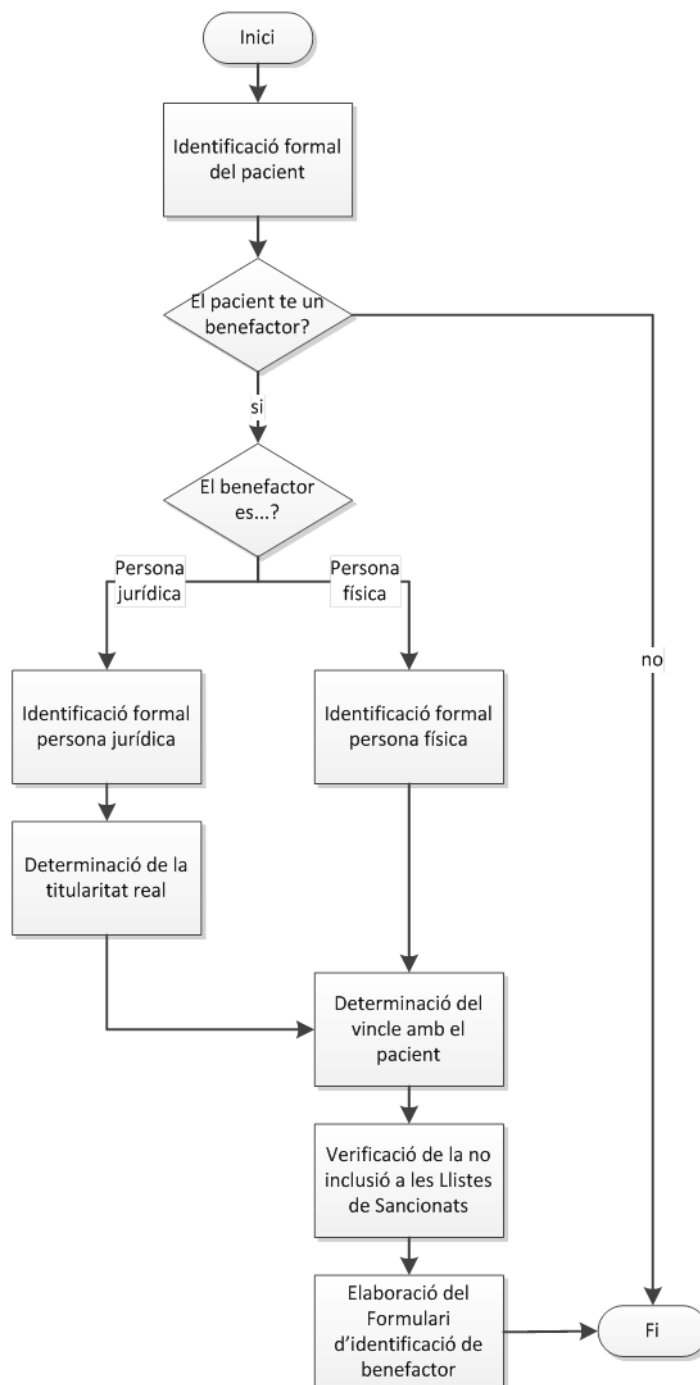 Inici
Identificació formal
del pacient
El pacient te un
benefactor?
si
El benefactor
es...?
Persona
jurídica
Persona
física
no
Identificació formal
persona jurídica
Identificació formal
persona física
Determinació de la
titularitat real
Determinació del
vincle amb el
pacient
Verificació de la no
inclusió a les Llistes
de Sancionats
Elaboració del
Formulari
d’identificació de
benefactor
Fi